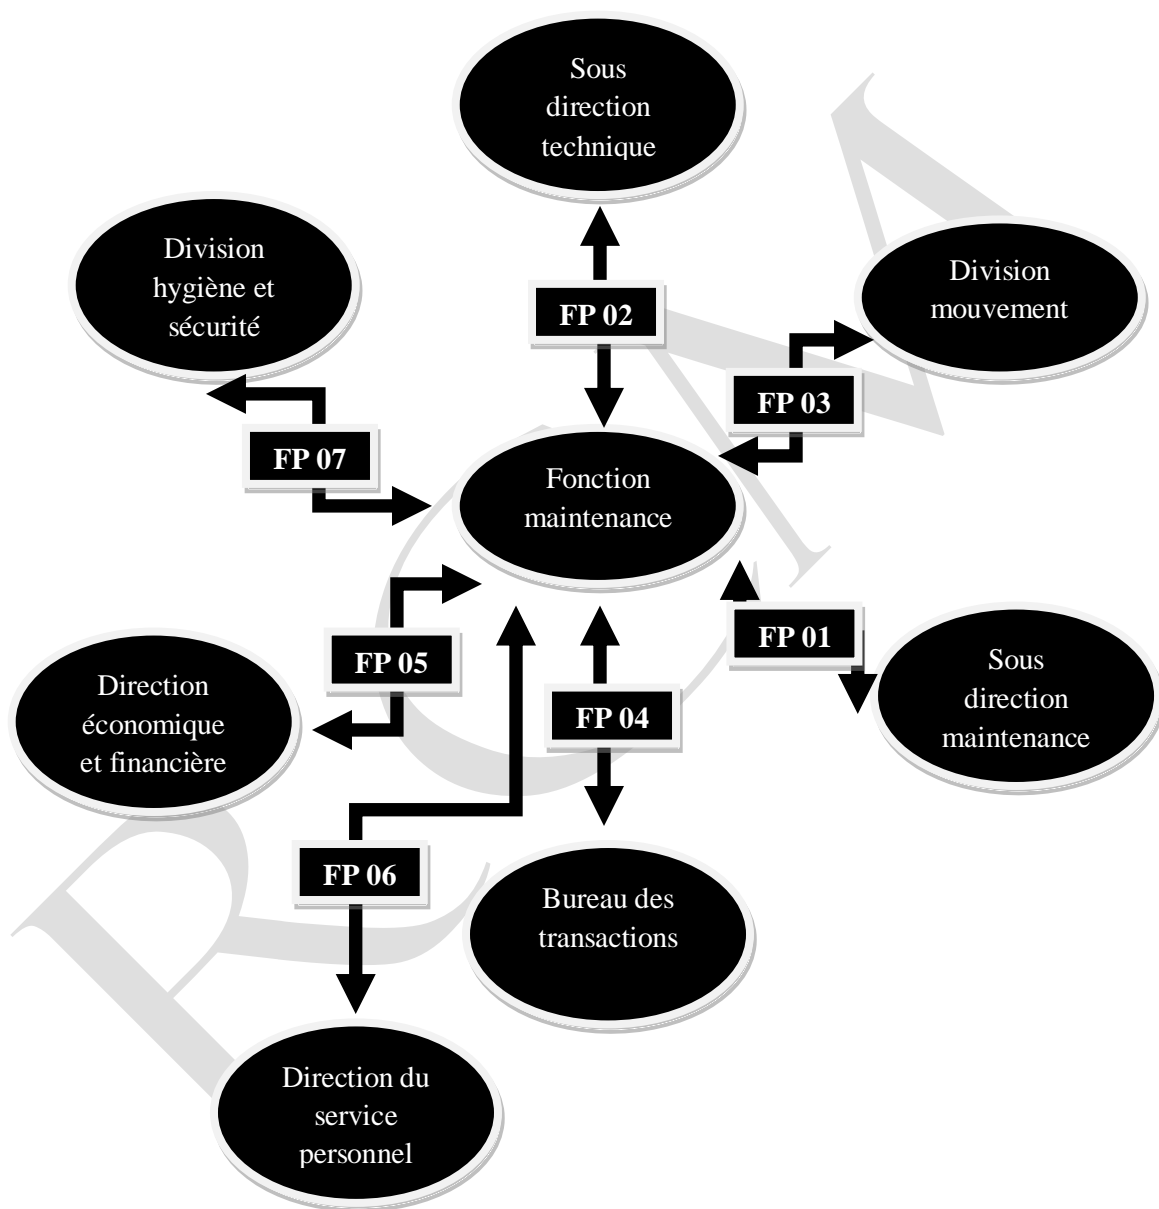 Sous
direction
technique
Division
hygiène et
sécurité
Division
mouvement
FP 02
FP 03
FP 07
Fonction
maintenance
FP 01
FP 05
Sous
direction
maintenance
Direction
économique
et financière
FP 04
FP 06
Bureau des
transactions
Direction du
service
personnel